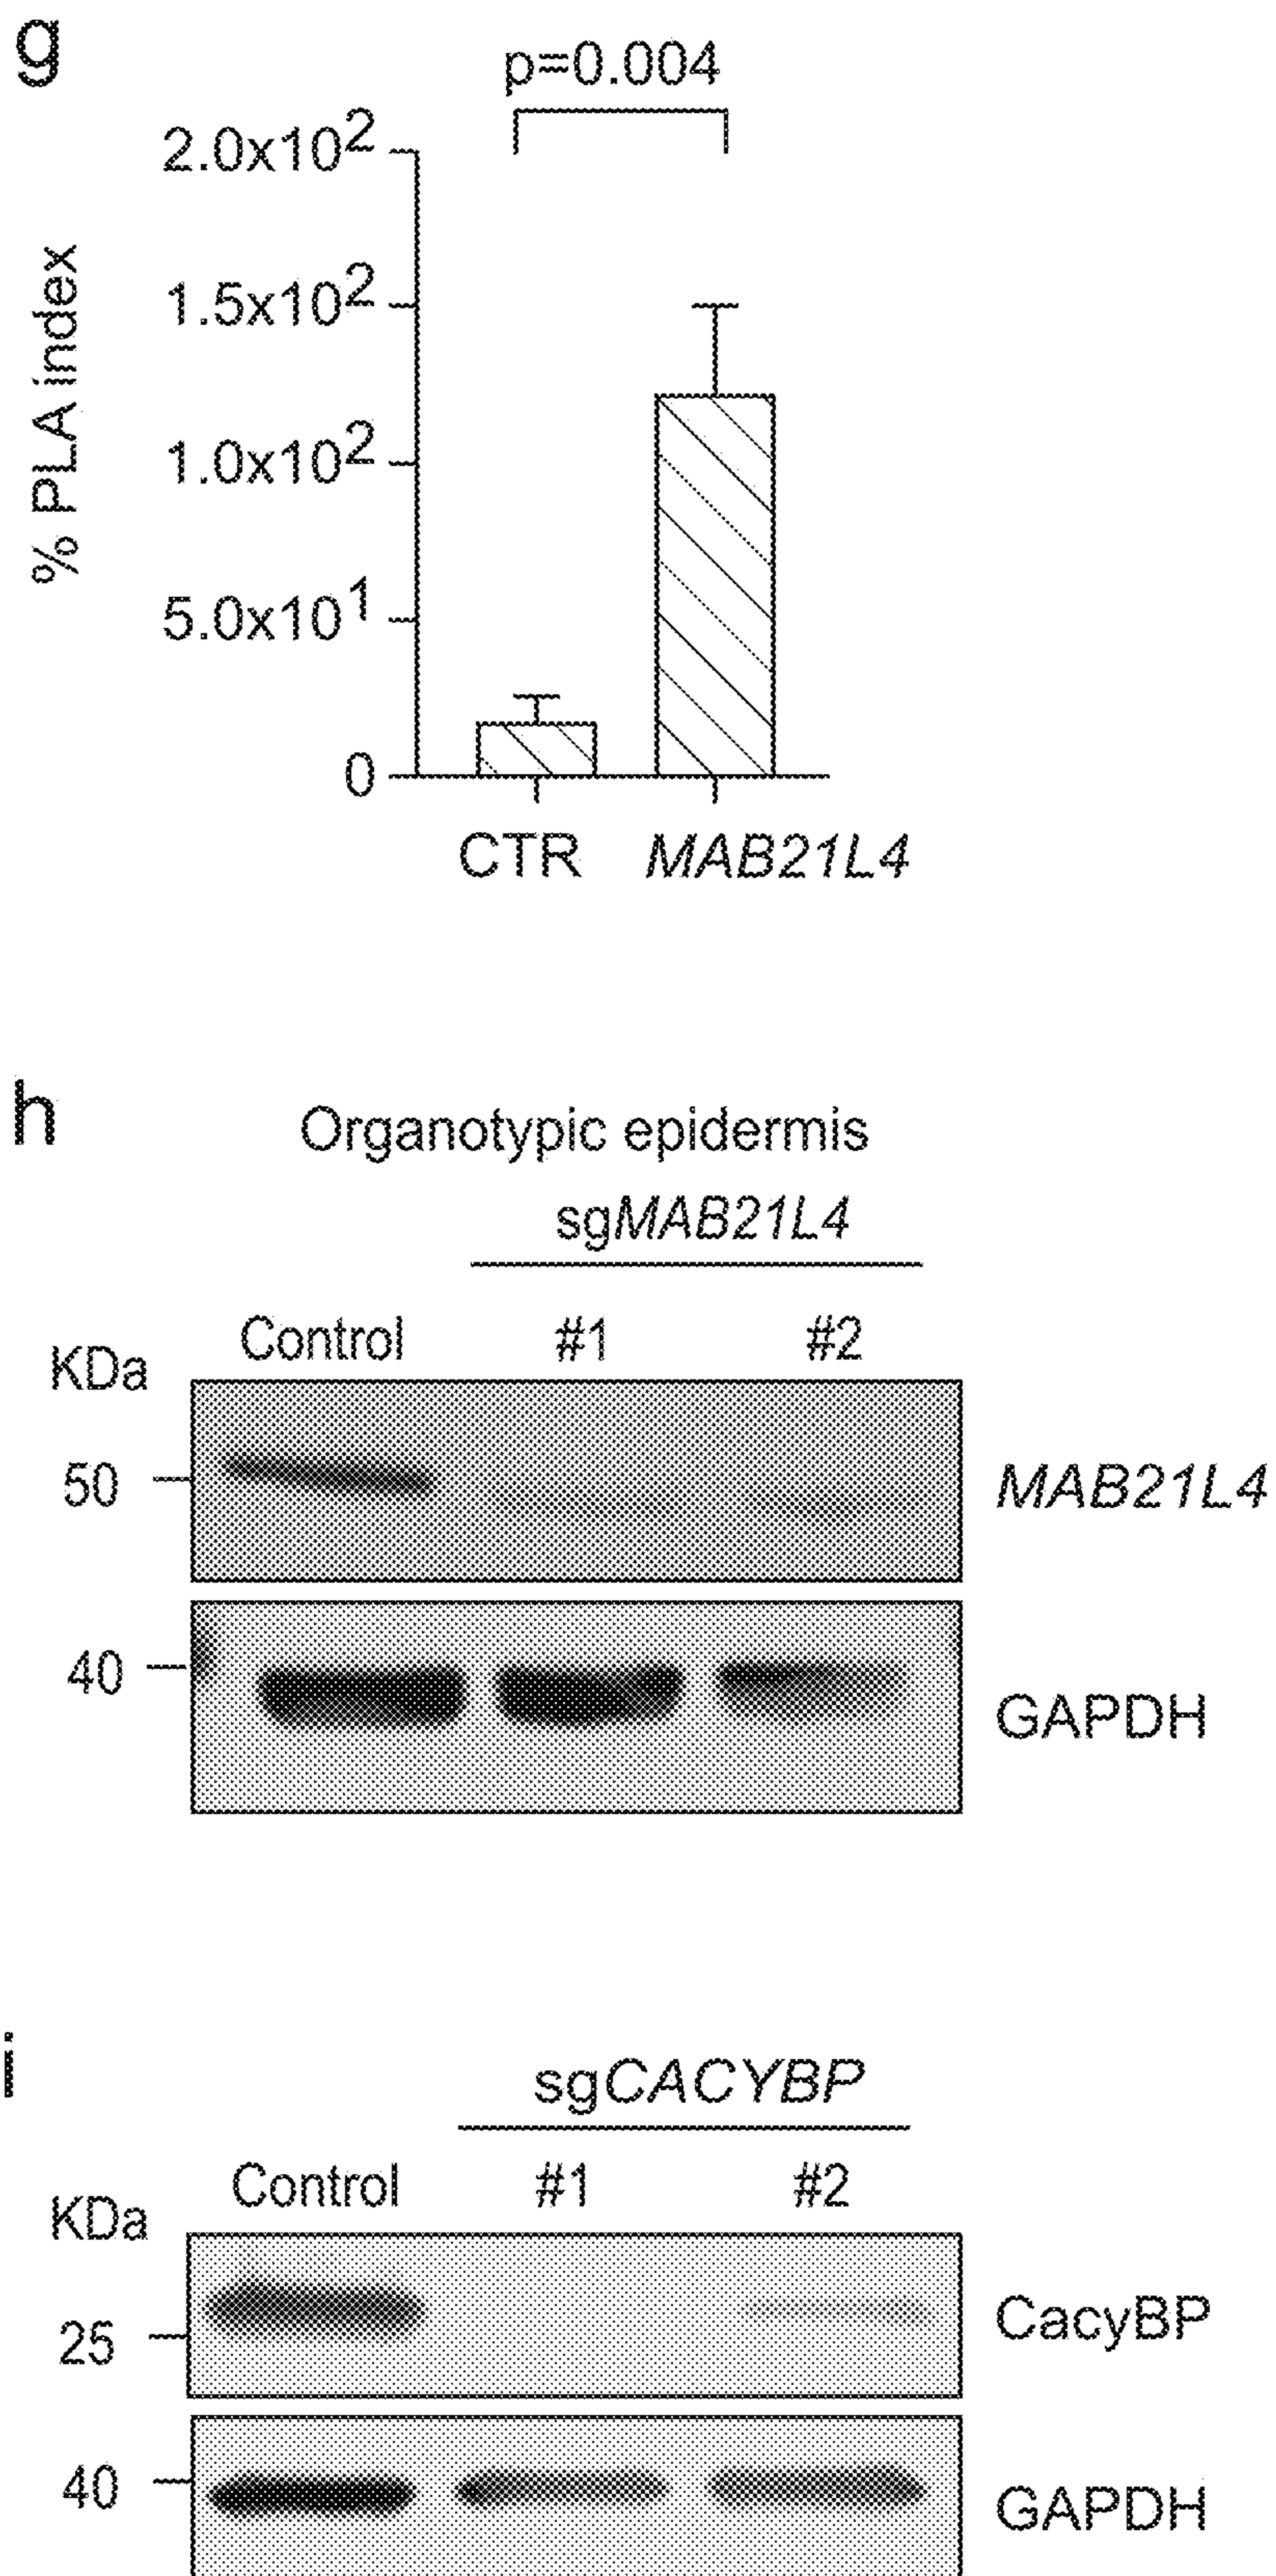 g
p=0.004
2.0x10²
1.5x10²
1.0x10²
5.0x10¹
0
% PLA index
CTR MAB21L4
h
Organotypic epidermis
sgMAB21L4
KDa Control #1 #2
50 MAB21L4
40 GAPDH
i
sgCACYBP
KDa Control #1 #2
25 CacyBP
40 GAPDH